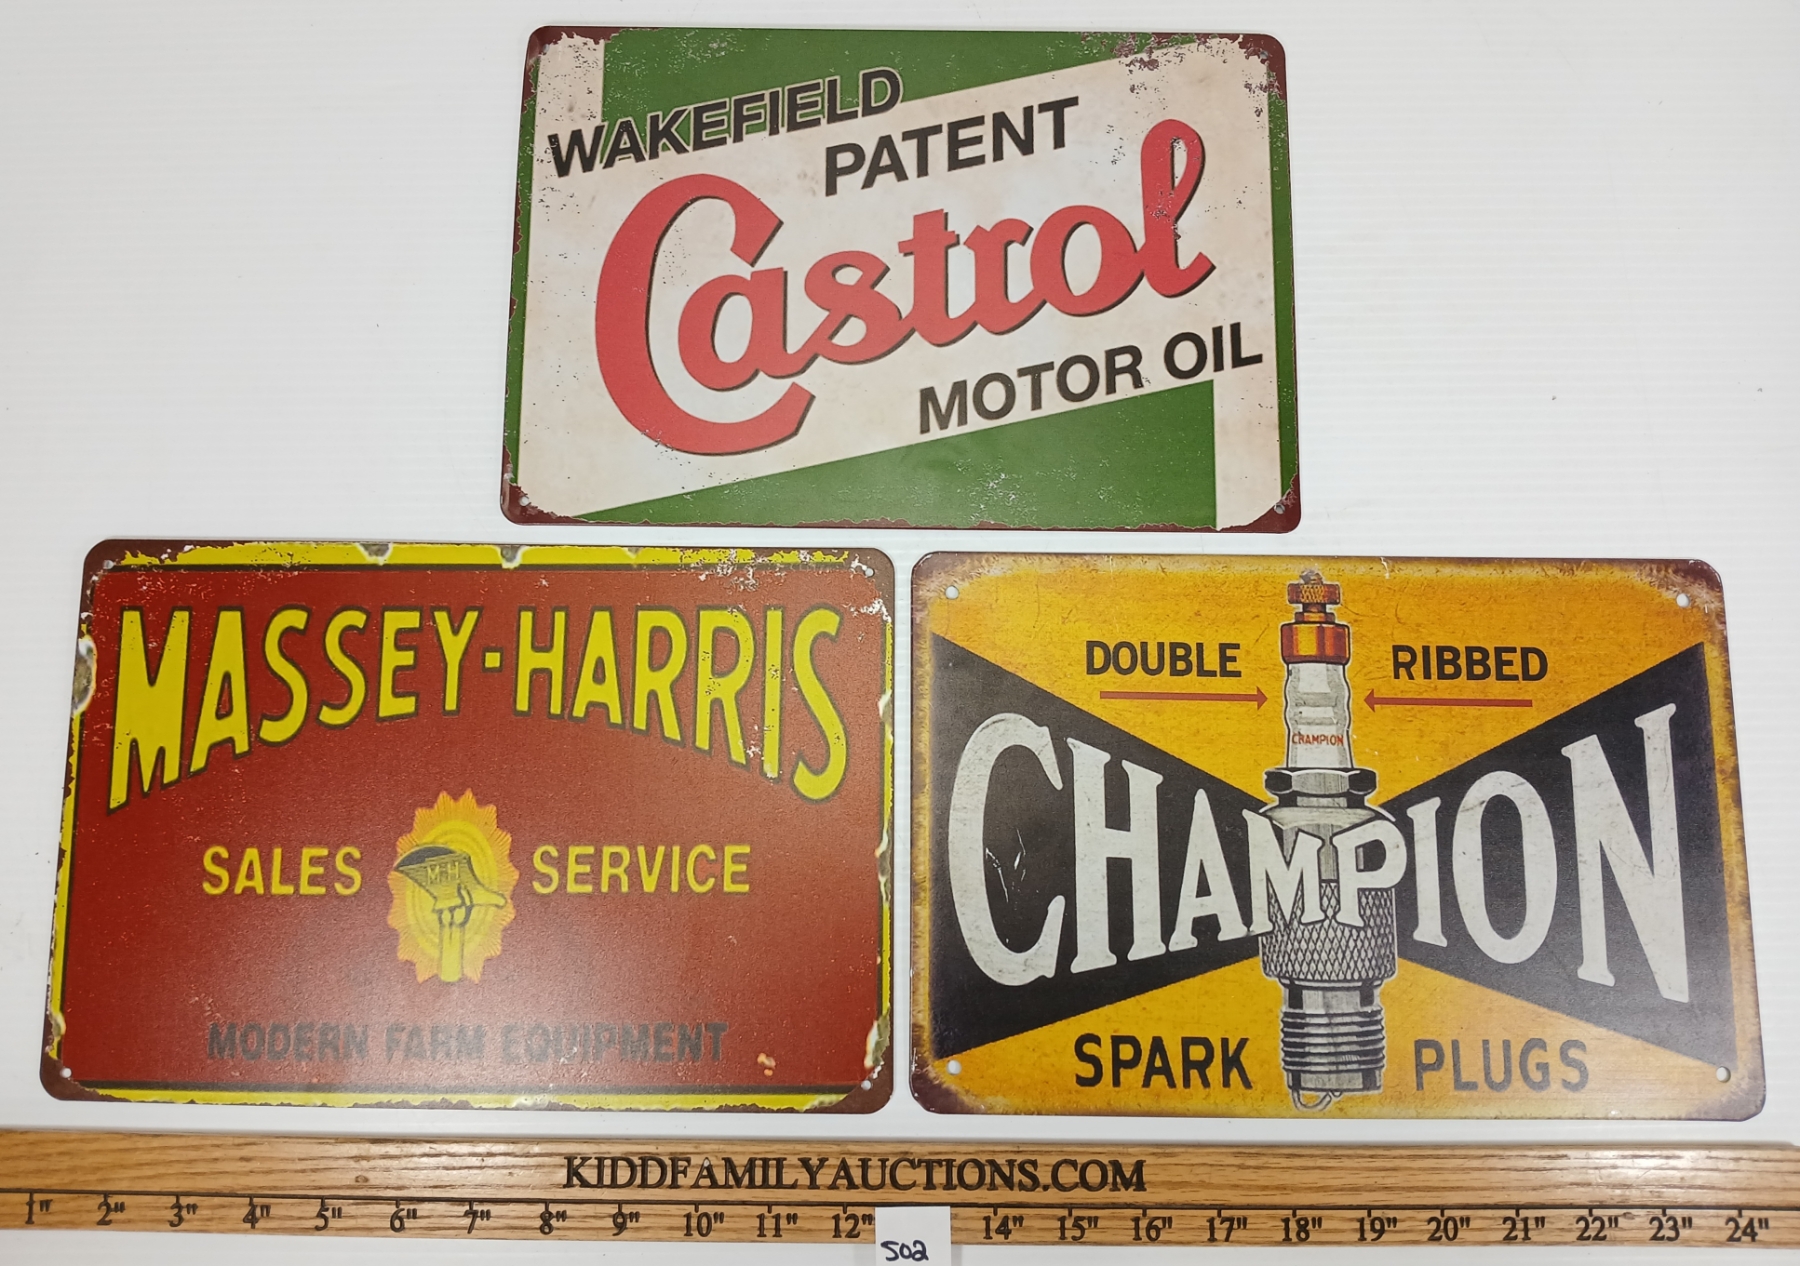 WAKEFIELD
PATENT
Castrol
MOTOR OIL
MASSEY-HARRIS
SALES SERVICE
M-H
MODERN FARM EQUIPMENT
DOUBLE RIBBED
CHAMPION
CHAMPION
SPARK PLUGS
KIDDFAMILYAUCTIONS.COM
1" 2" 3" 4" 5" 6" 7" 8" 9" 10" 11" 12" 14" 15" 16" 17" 18" 19" 20" 21" 22" 23" 24"
502